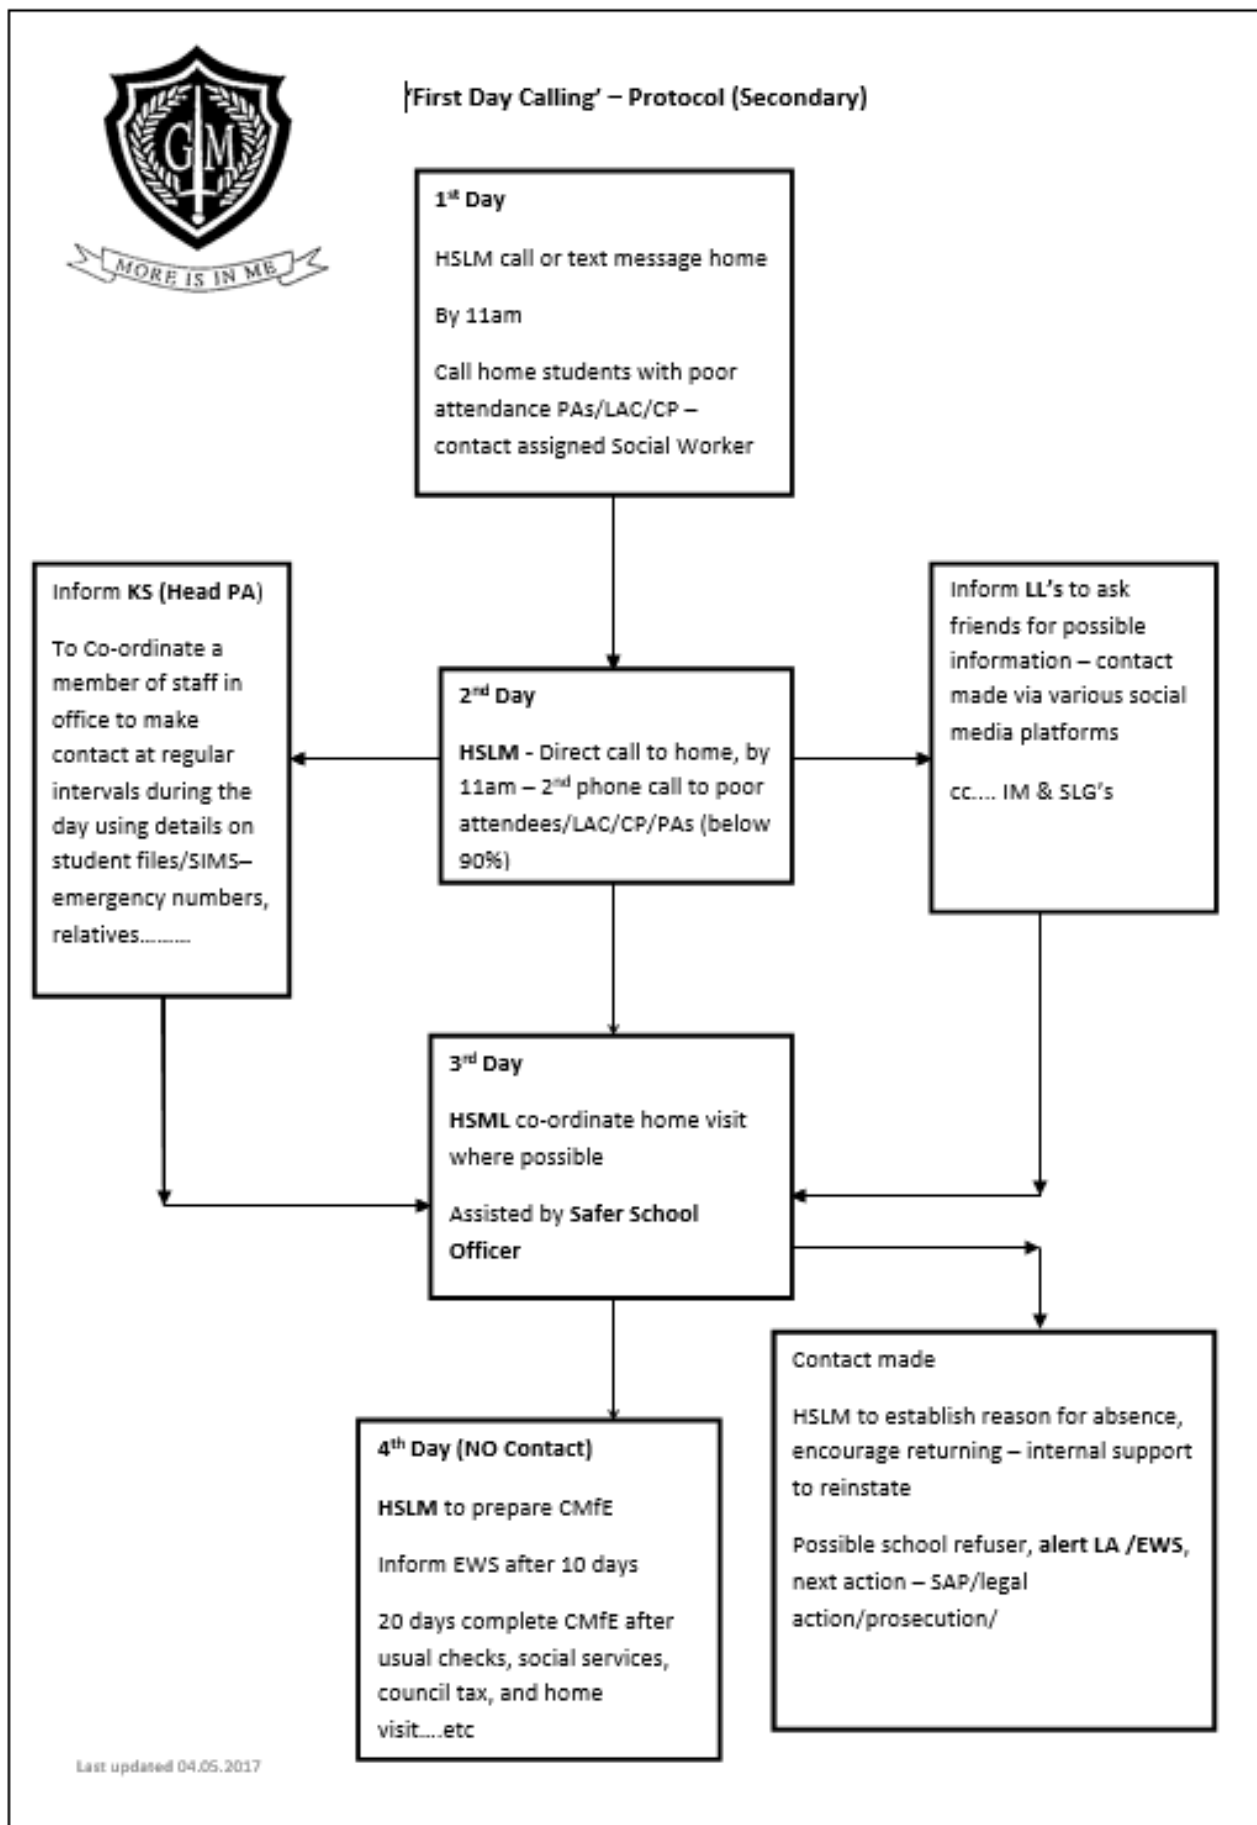 'First Day Calling' – Protocol (Secondary)
G M
MORE IS IN ME
1st Day
HSLM call or text message home
By 11am
Call home students with poor
attendance PAs/LAC/CP –
contact assigned Social Worker
Inform KS (Head PA)
To Co-ordinate a
member of staff in
office to make
contact at regular
intervals during the
day using details on
student files/SIMS–
emergency numbers,
relatives..........
2nd Day
HSLM - Direct call to home, by
11am – 2nd phone call to poor
attendees/LAC/CP/PAs (below
90%)
Inform LL's to ask
friends for possible
information – contact
made via various social
media platforms
cc.... IM & SLG's
3rd Day
HSML co-ordinate home visit
where possible
Assisted by Safer School
Officer
4th Day (NO Contact)
HSLM to prepare CMfE
Inform EWS after 10 days
20 days complete CMfE after
usual checks, social services,
council tax, and home
visit....etc
Contact made
HSLM to establish reason for absence,
encourage returning – internal support
to reinstate
Possible school refuser, alert LA /EWS,
next action – SAP/legal
action/prosecution/
Last updated 04.05.2017